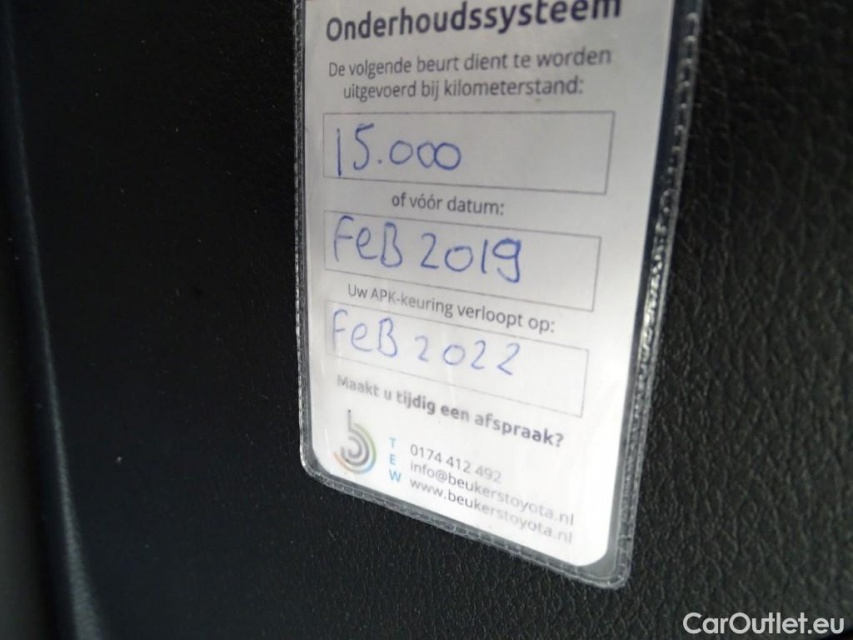 Onderhoudssysteem
De volgende beurt dient te worden
uitgevoerd bij kilometerstand:
15.000
of vóór datum:
FeB 2019
Uw APK-keuring verloopt op:
FeB 2022
Maakt u tijdig een afspraak?
T 0174 412 492
E info@beukerstoyota.nl
W www.beukerstoyota.nl
CarOutlet.eu